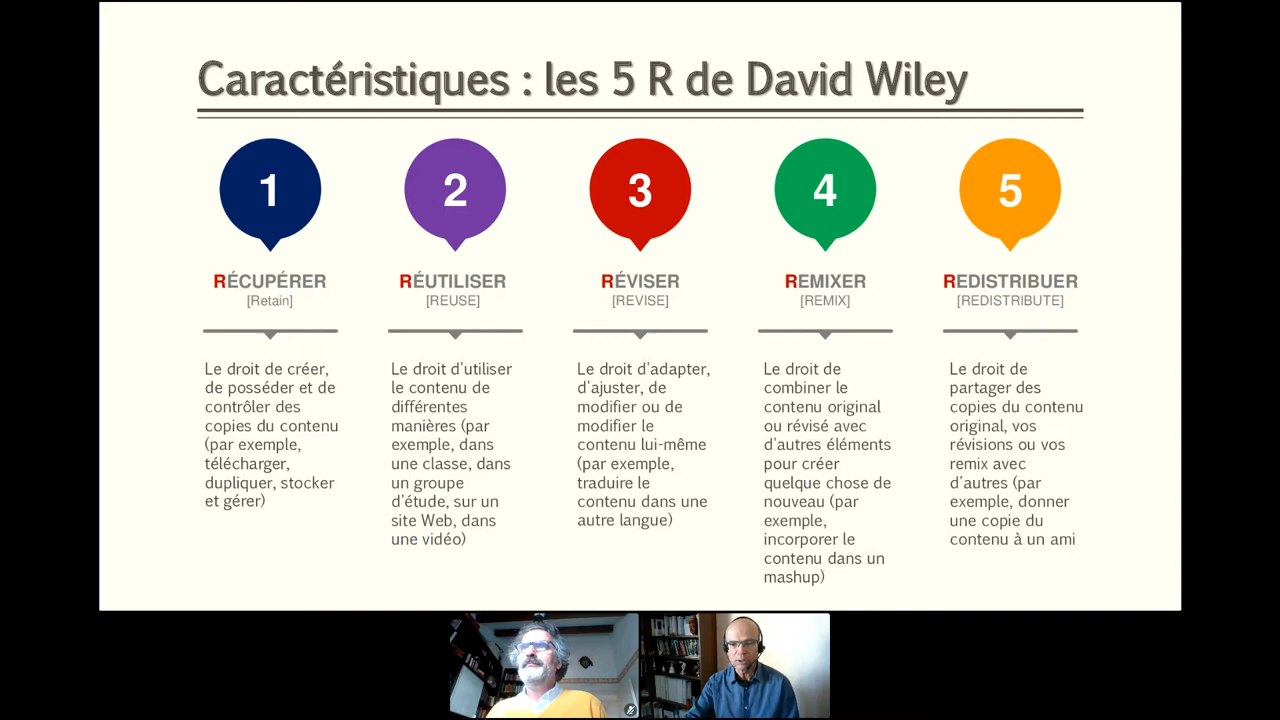 Caractéristiques : les 5 R de David Wiley
1
RÉCUPÉRER
[Retain]
Le droit de créer,
de posséder et de
contrôler des
copies du contenu
(par exemple,
télécharger,
dupliquer, stocker
et gérer)
2
RÉUTILISER
[REUSE]
Le droit d'utiliser
le contenu de
différentes
manières (par
exemple, dans
une classe, dans
un groupe
d'étude, sur un
site Web, dans
une vidéo)
3
RÉVISER
[REVISE]
Le droit d'adapter,
d'ajuster, de
modifier ou de
modifier le
contenu lui-même
(par exemple,
traduire le
contenu dans une
autre langue)
4
REMIXER
[REMIX]
Le droit de
combiner le
contenu original
ou révisé avec
d'autres éléments
pour créer
quelque chose de
nouveau (par
exemple,
incorporer le
contenu dans un
mashup)
5
REDISTRIBUER
[REDISTRIBUTE]
Le droit de
partager des
copies du contenu
original, vos
révisions ou vos
remix avec
d'autres (par
exemple, donner
une copie du
contenu à un ami